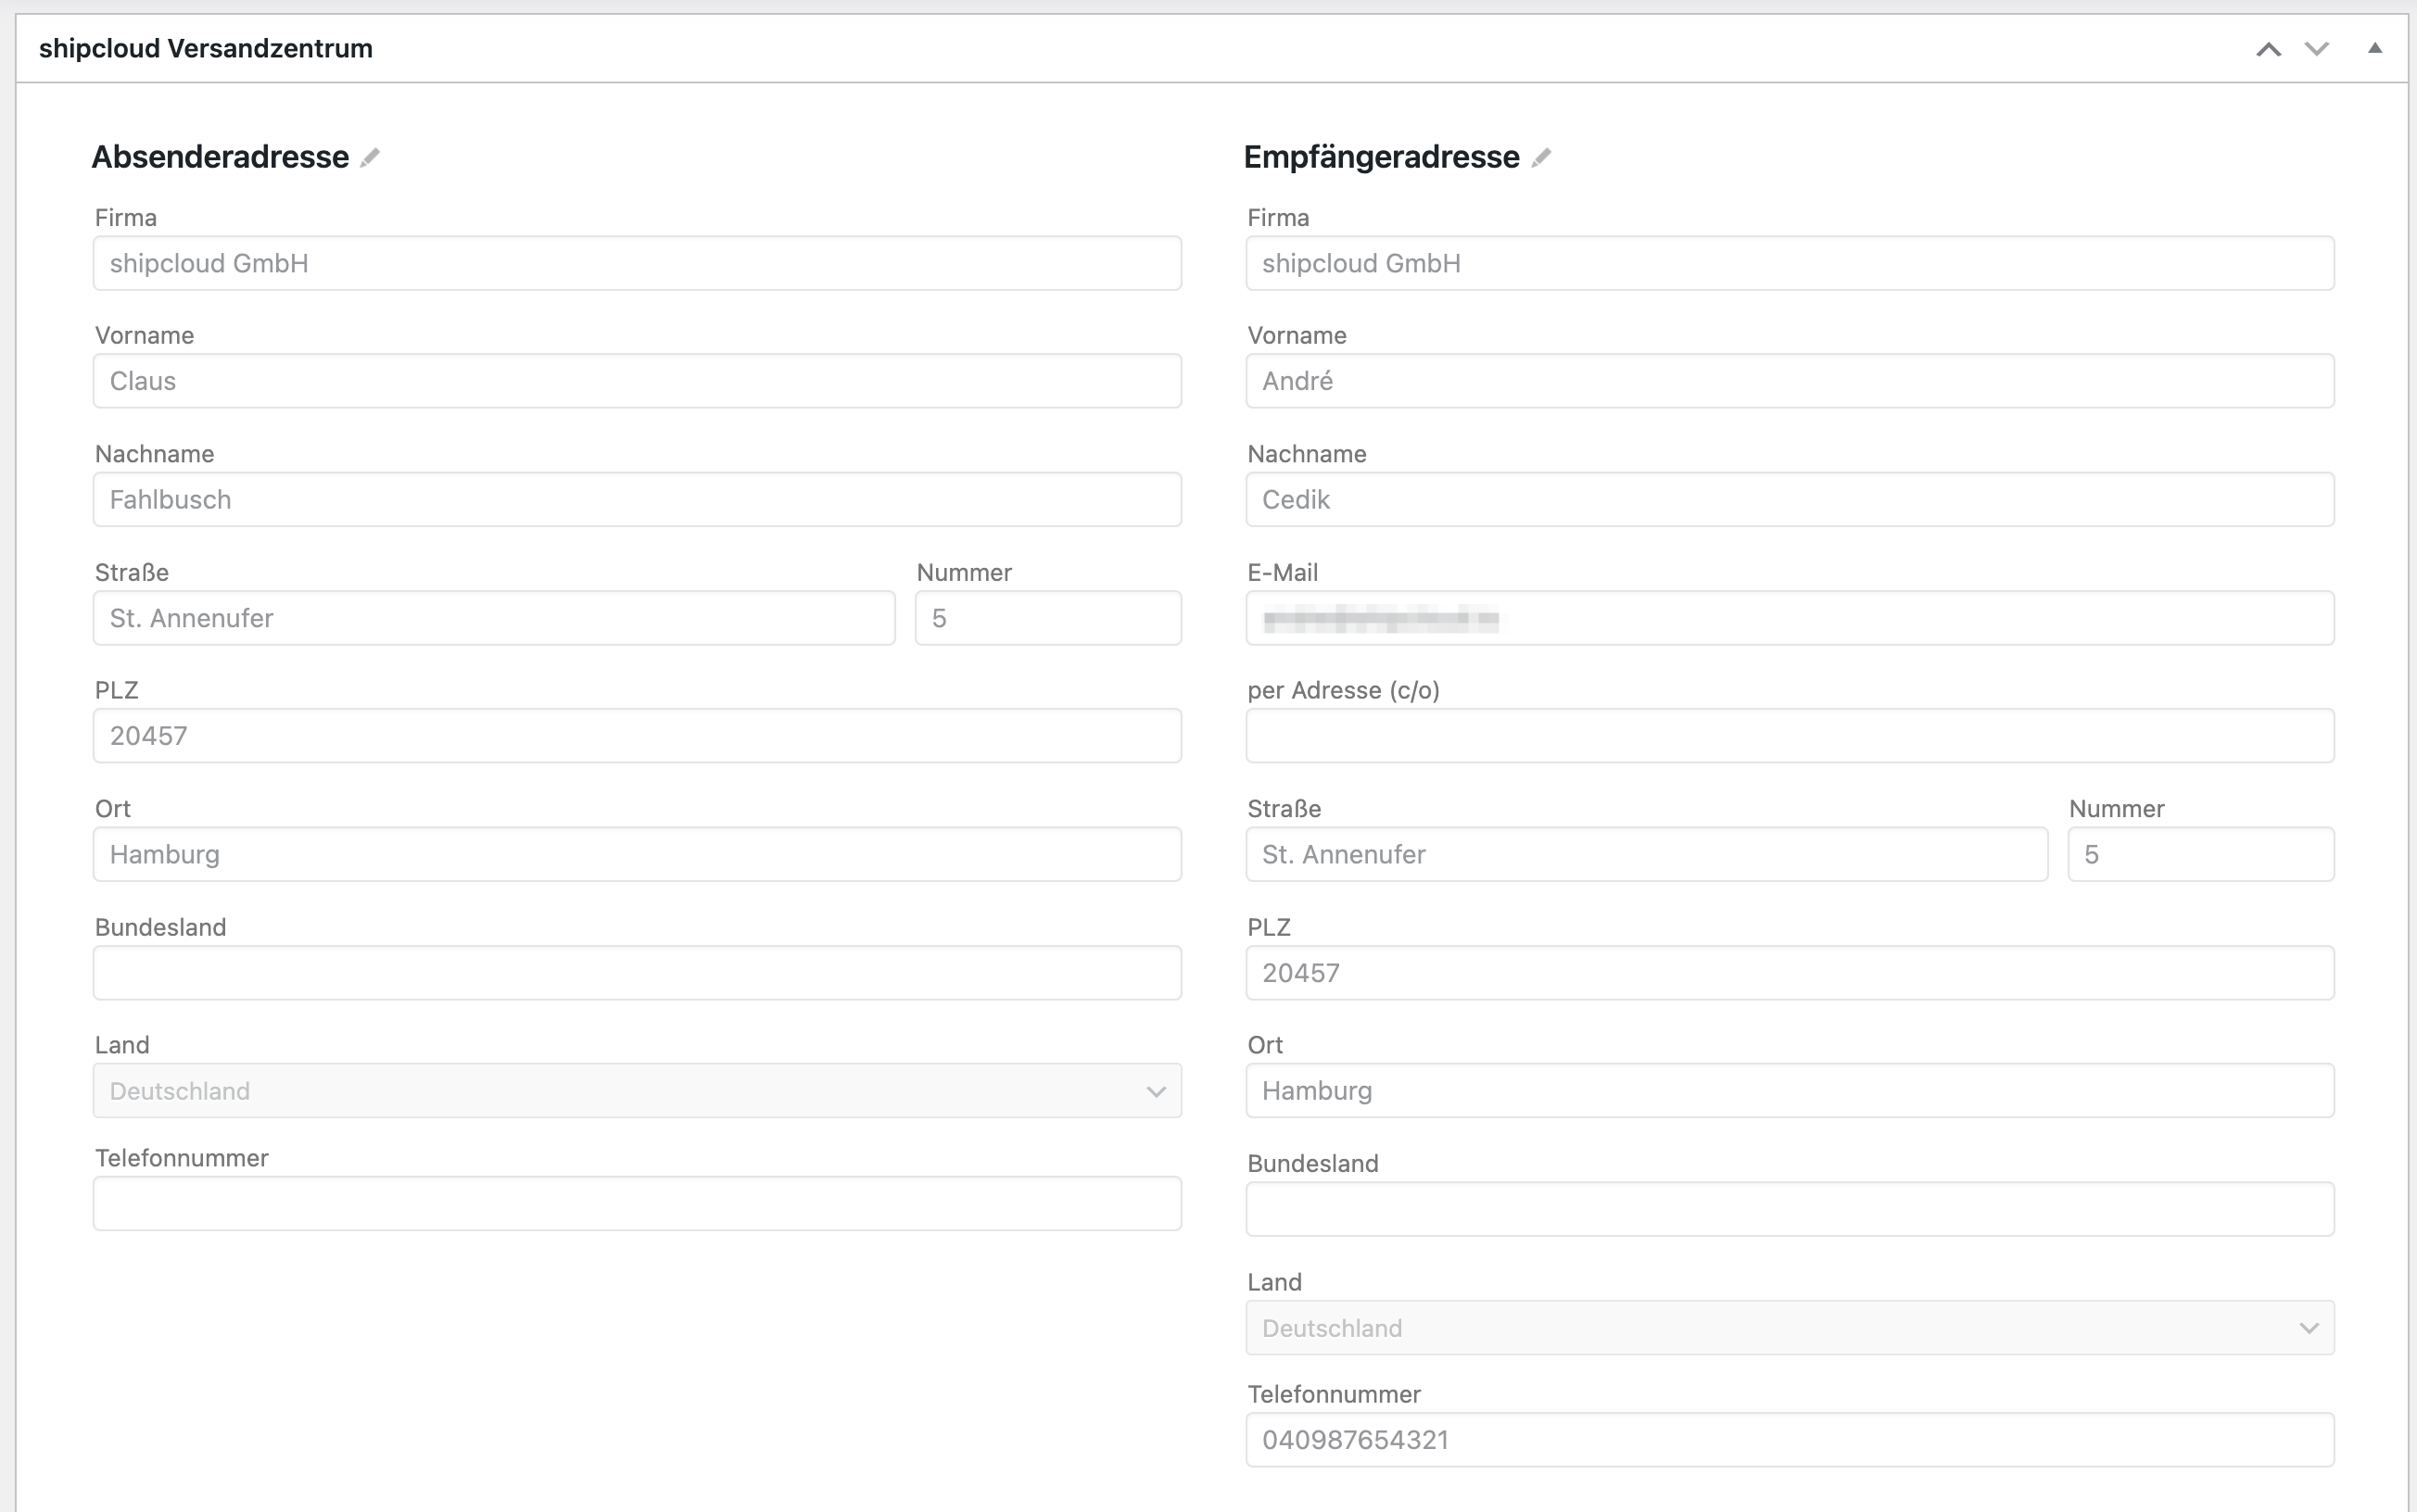 shipcloud Versandzentrum
Absenderadresse
Firma
shipcloud GmbH
Vorname
Claus
Nachname
Fahlbusch
Straße Nummer
St. Annenufer 5
PLZ
20457
Ort
Hamburg
Bundesland
Land
Deutschland
Telefonnummer
Empfängeradresse
Firma
shipcloud GmbH
Vorname
André
Nachname
Cedik
E-Mail
per Adresse (c/o)
Straße Nummer
St. Annenufer 5
PLZ
20457
Ort
Hamburg
Bundesland
Land
Deutschland
Telefonnummer
040987654321